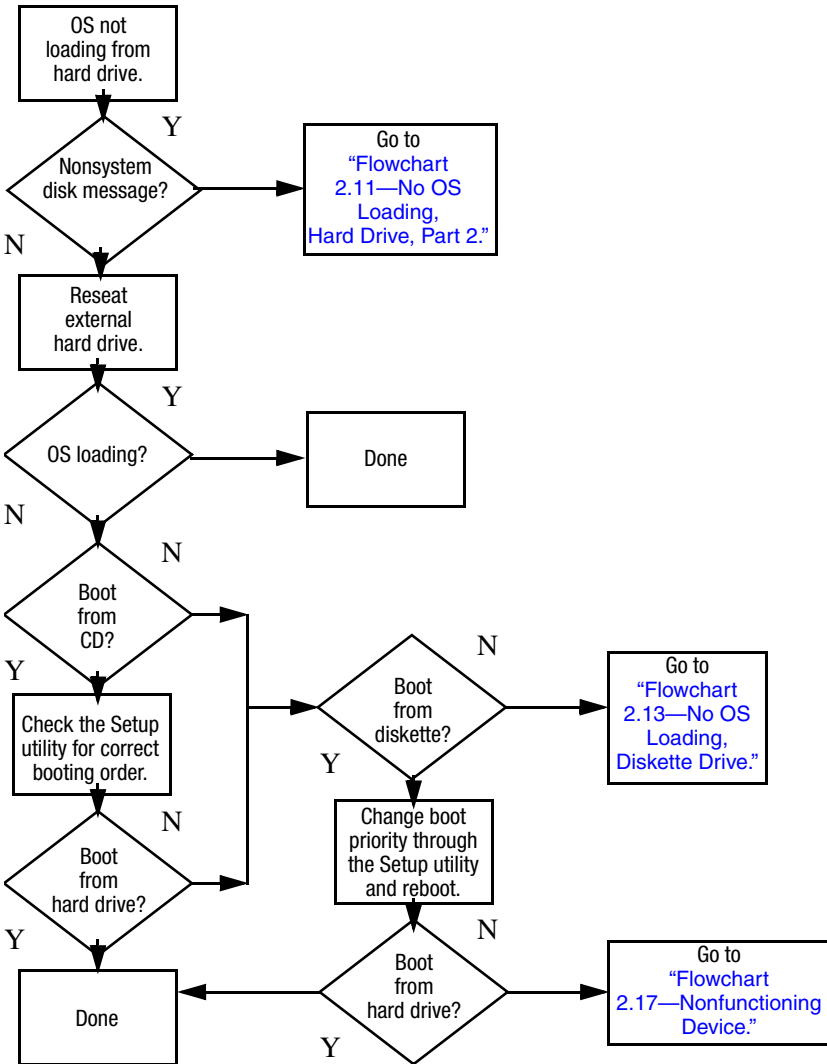 OS not
loading from
hard drive.
Y
Nonsystem
disk message?
Go to
“Flowchart
2.11—No OS
Loading,
Hard Drive, Part 2.”
N
Reseat
external
hard drive.
Y
OS loading?
Done
N
N
Boot
from
CD?
Y
Check the Setup
utility for correct
booting order.
N
Boot
from
hard drive?
Y
Done
N
Boot
from
diskette?
Go to
“Flowchart
2.13—No OS
Loading,
Diskette Drive.”
Y
Change boot
priority through
the Setup utility
and reboot.
N
Boot
from
hard drive?
Go to
“Flowchart
2.17—Nonfunctioning
Device.”
Y